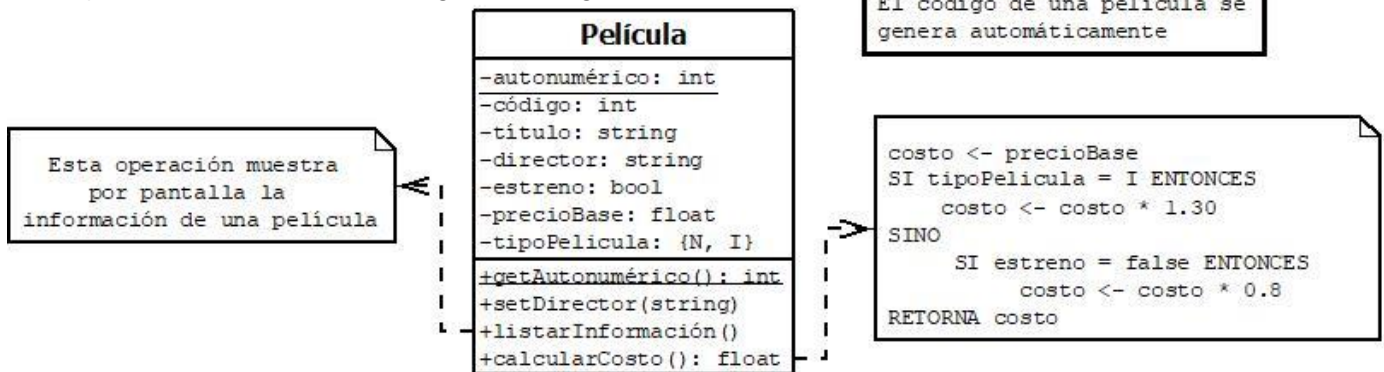 El código de una película se
genera automáticamente
Película
-autonumérico: int
-código: int
-título: string
-director: string
-estreno: bool
-precioBase: float
-tipoPelicula: {N, I}
+getAutonumérico(): int
+setDirector(string)
+listarInformación()
+calcularCosto(): float
Esta operación muestra
por pantalla la
información de una película
costo <- precioBase
SI tipoPelicula = I ENTONCES
costo <- costo * 1.30
SINO
SI estreno = false ENTONCES
costo <- costo * 0.8
RETORNA costo